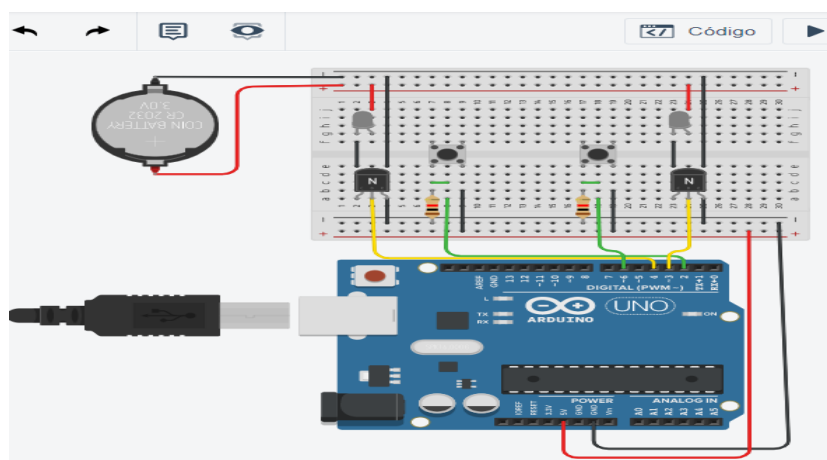 Código
COIN BATTERY
CR 2032
3.0V
N
N
AREF
GND
13
12
~11
~10
~9
8
7
~6
~5
4
~3
2
TX→1
RX←0
DIGITAL (PWM ~)
L
TX
RX
ARDUINO
UNO
ON
POWER
ANALOG IN
IOREF
RESET
3.3V
5V
GND
GND
Vin
A0
A1
A2
A3
A4
A5